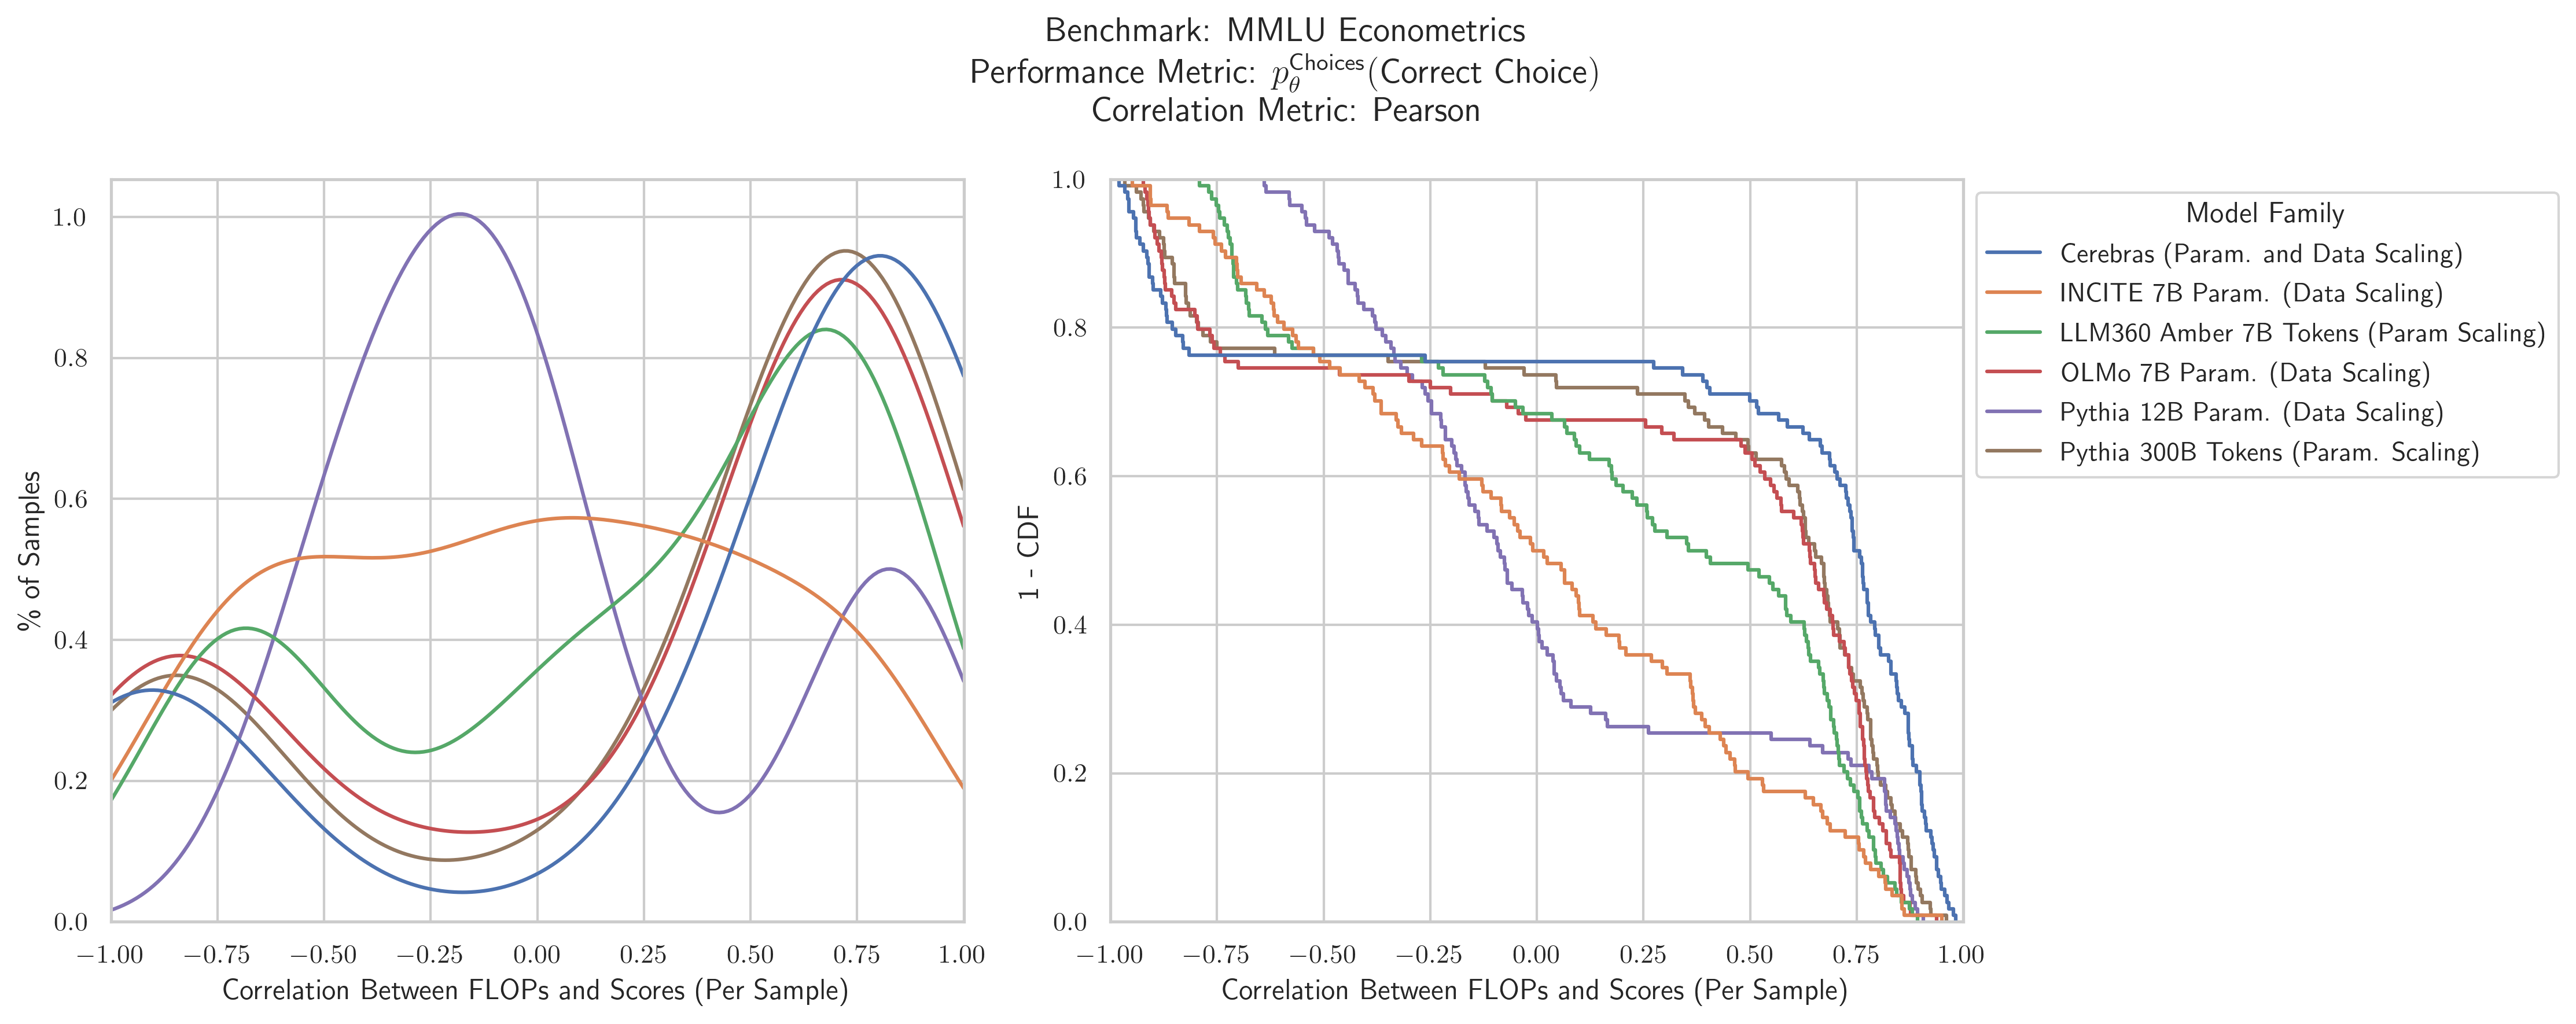 Benchmark: MMLU Econometrics
Performance Metric: $p_\theta^{\text{Choices}}$(Correct Choice)
Correlation Metric: Pearson
% of Samples
1.0
0.8
0.6
0.4
0.2
0.0
−1.00 −0.75 −0.50 −0.25 0.00 0.25 0.50 0.75 1.00
Correlation Between FLOPs and Scores (Per Sample)
1 - CDF
1.0
0.8
0.6
0.4
0.2
0.0
−1.00 −0.75 −0.50 −0.25 0.00 0.25 0.50 0.75 1.00
Correlation Between FLOPs and Scores (Per Sample)
Model Family
Cerebras (Param. and Data Scaling)
INCITE 7B Param. (Data Scaling)
LLM360 Amber 7B Tokens (Param Scaling)
OLMo 7B Param. (Data Scaling)
Pythia 12B Param. (Data Scaling)
Pythia 300B Tokens (Param. Scaling)